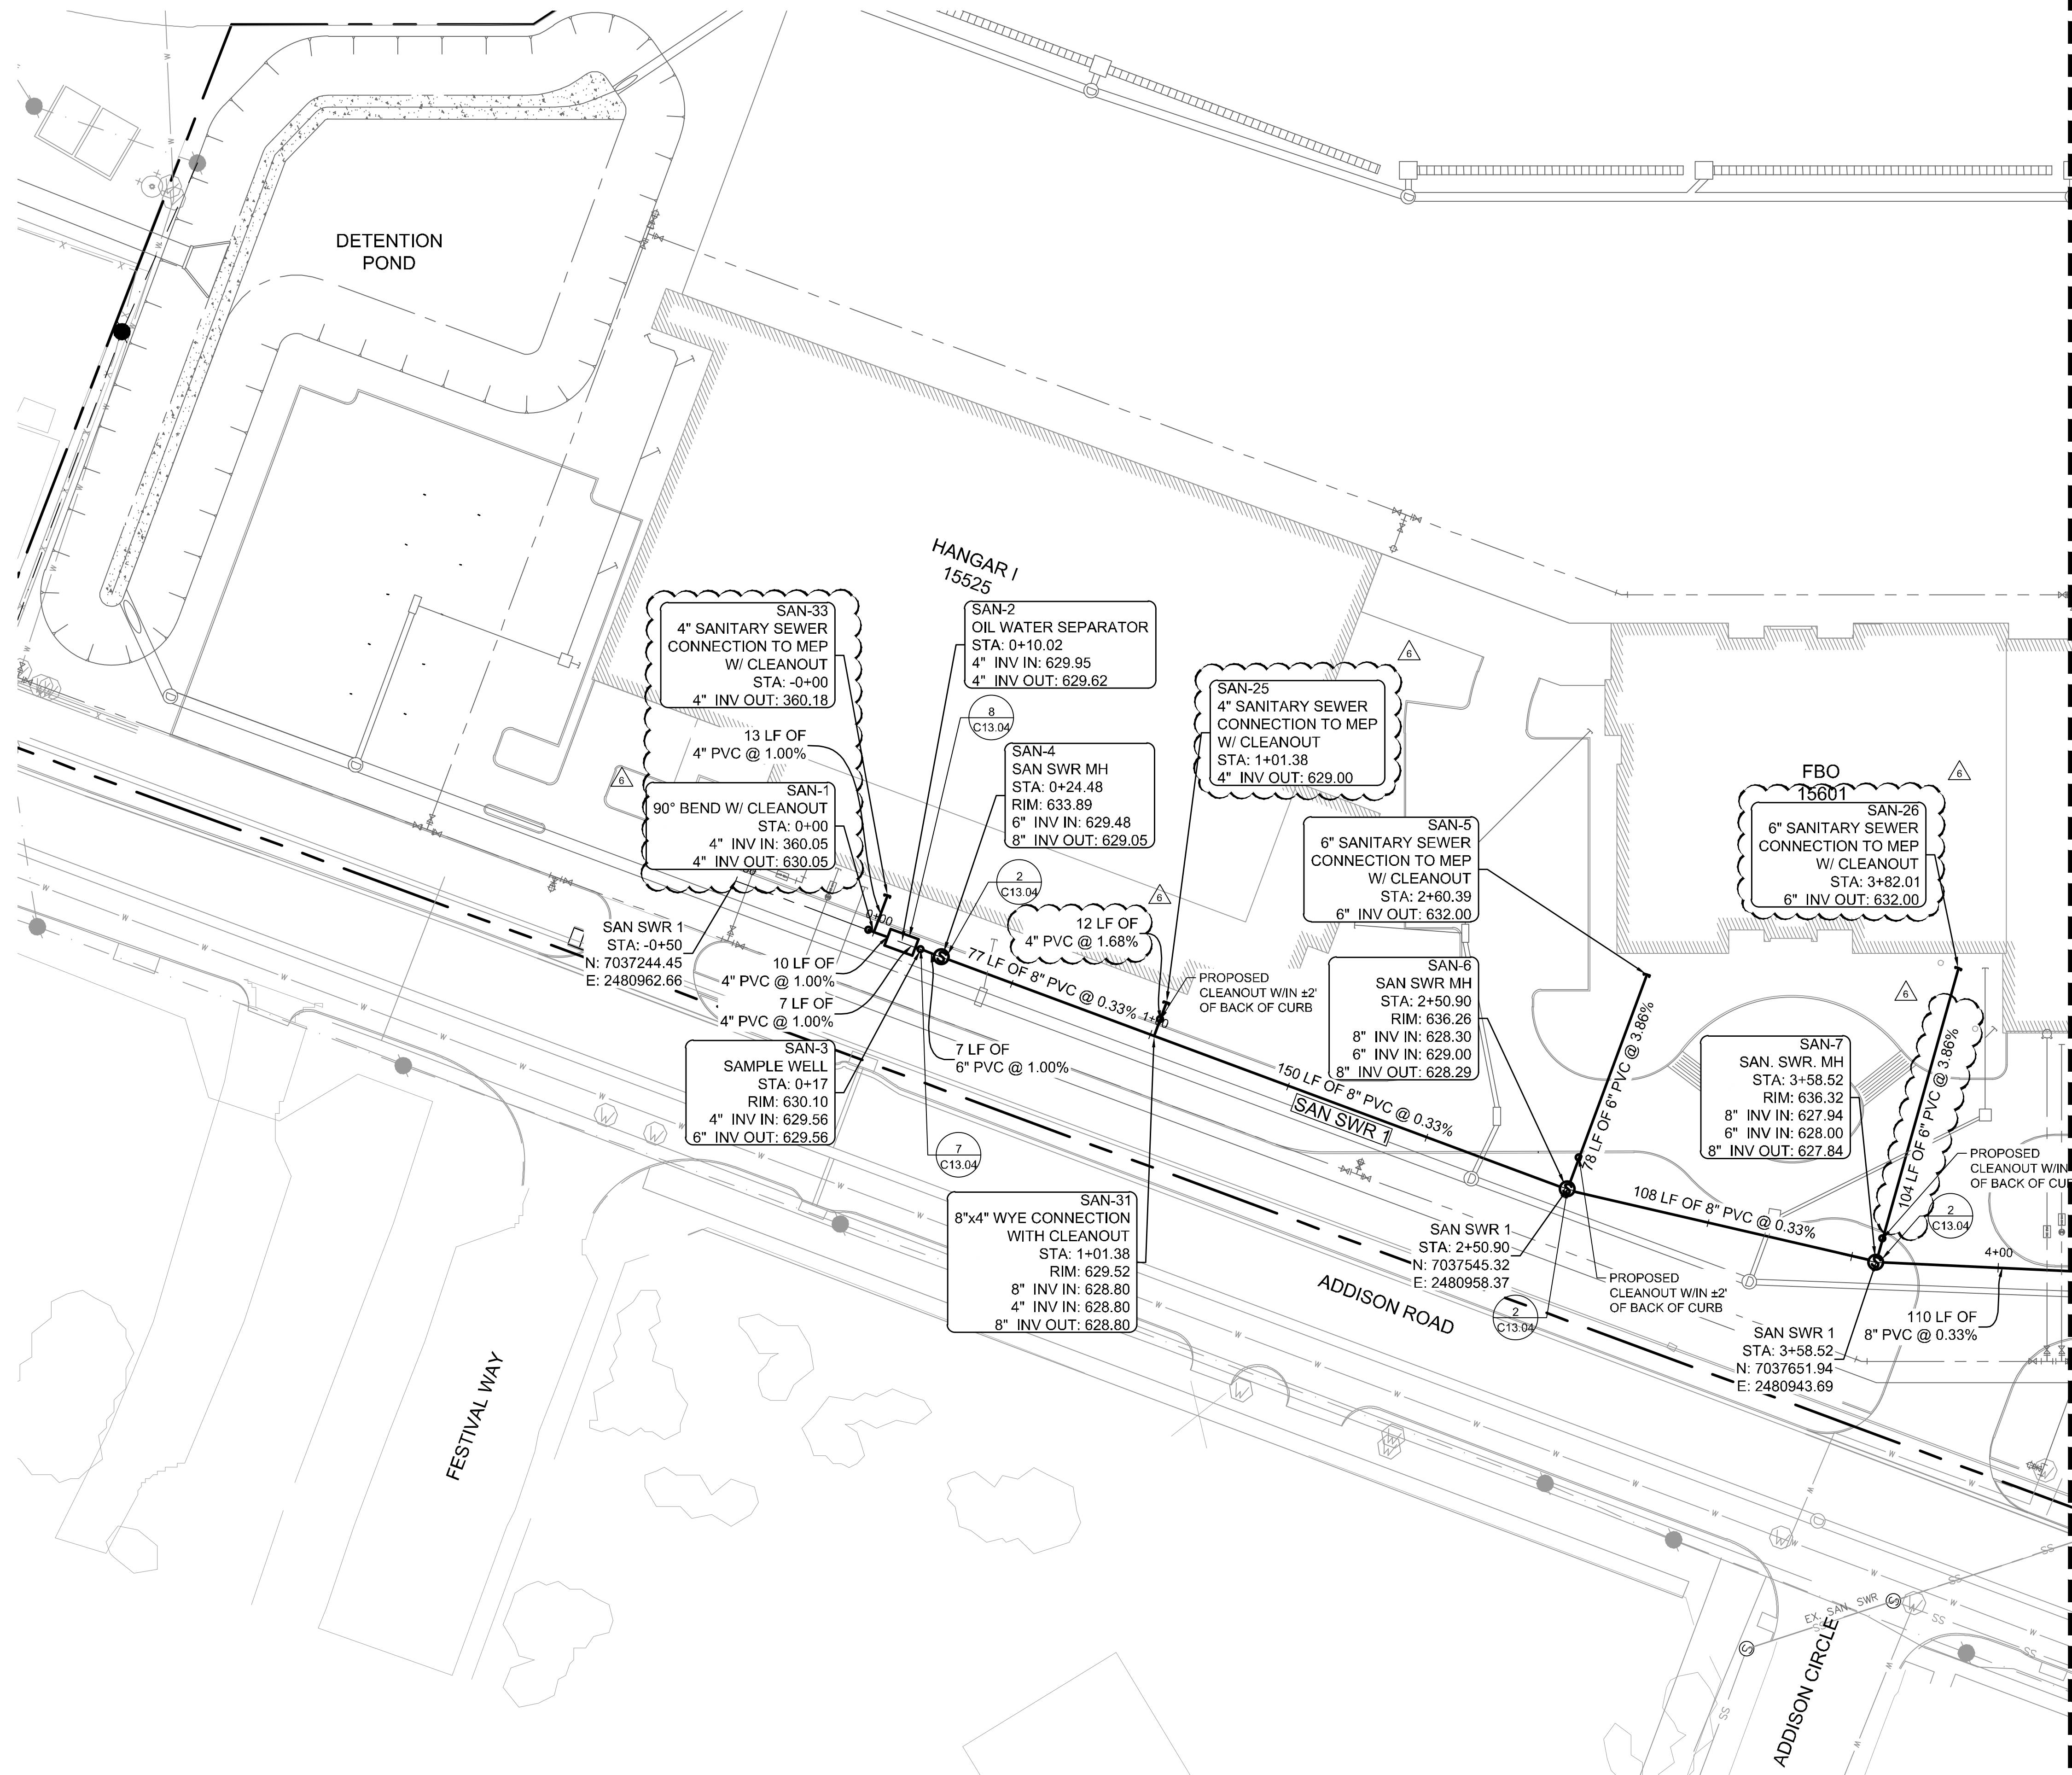 DETENTION
POND
HANGAR I
15525
SAN-33
4" SANITARY SEWER
CONNECTION TO MEP
W/ CLEANOUT
STA: -0+00
4" INV OUT: 360.18
13 LF OF
4" PVC @ 1.00%
6
SAN-1
90° BEND W/ CLEANOUT
STA: 0+00
4" INV IN: 360.05
4" INV OUT: 630.05
SAN-2
OIL WATER SEPARATOR
STA: 0+10.02
4" INV IN: 629.95
4" INV OUT: 629.62
8
C13.04
SAN-4
SAN SWR MH
STA: 0+24.48
RIM: 633.89
6" INV IN: 629.48
8" INV OUT: 629.05
2
C13.04
SAN-25
4" SANITARY SEWER
CONNECTION TO MEP
W/ CLEANOUT
STA: 1+01.38
4" INV OUT: 629.00
6
6
12 LF OF
4" PVC @ 1.68%
0+00
SAN SWR 1
STA: -0+50
N: 7037244.45
E: 2480962.66
10 LF OF
4" PVC @ 1.00%
7 LF OF
4" PVC @ 1.00%
77 LF OF 8" PVC @ 0.33%
PROPOSED
CLEANOUT W/IN ±2'
OF BACK OF CURB
SAN-3
SAMPLE WELL
STA: 0+17
RIM: 630.10
4" INV IN: 629.56
6" INV OUT: 629.56
7 LF OF
6" PVC @ 1.00%
7
C13.04
SAN-31
8"x4" WYE CONNECTION
WITH CLEANOUT
STA: 1+01.38
RIM: 629.52
8" INV IN: 628.80
4" INV IN: 628.80
8" INV OUT: 628.80
150 LF OF 8" PVC @ 0.33%
SAN SWR 1
SAN-5
6" SANITARY SEWER
CONNECTION TO MEP
W/ CLEANOUT
STA: 2+60.39
6" INV OUT: 632.00
SAN-6
SAN SWR MH
STA: 2+50.90
RIM: 636.26
8" INV IN: 628.30
6" INV IN: 629.00
8" INV OUT: 628.29
78 LF OF 6" PVC @ 3.86%
FBO
15601
6
SAN-26
6" SANITARY SEWER
CONNECTION TO MEP
W/ CLEANOUT
STA: 3+82.01
6" INV OUT: 632.00
6
SAN-7
SAN. SWR. MH
STA: 3+58.52
RIM: 636.32
8" INV IN: 627.94
6" INV IN: 628.00
8" INV OUT: 627.84
104 LF OF 6" PVC @ 3.86%
PROPOSED
CLEANOUT W/IN
OF BACK OF
2
C13.04
108 LF OF 8" PVC @ 0.33%
4+00
SAN SWR 1
STA: 2+50.90
N: 7037545.32
E: 2480958.37
2
C13.04
PROPOSED
CLEANOUT W/IN ±2'
OF BACK OF CURB
110 LF OF
8" PVC @ 0.33%
SAN SWR 1
STA: 3+58.52
N: 7037651.94
E: 2480943.69
ADDISON ROAD
FESTIVAL WAY
EX. SAN SWR
ADDISON CIRCLE